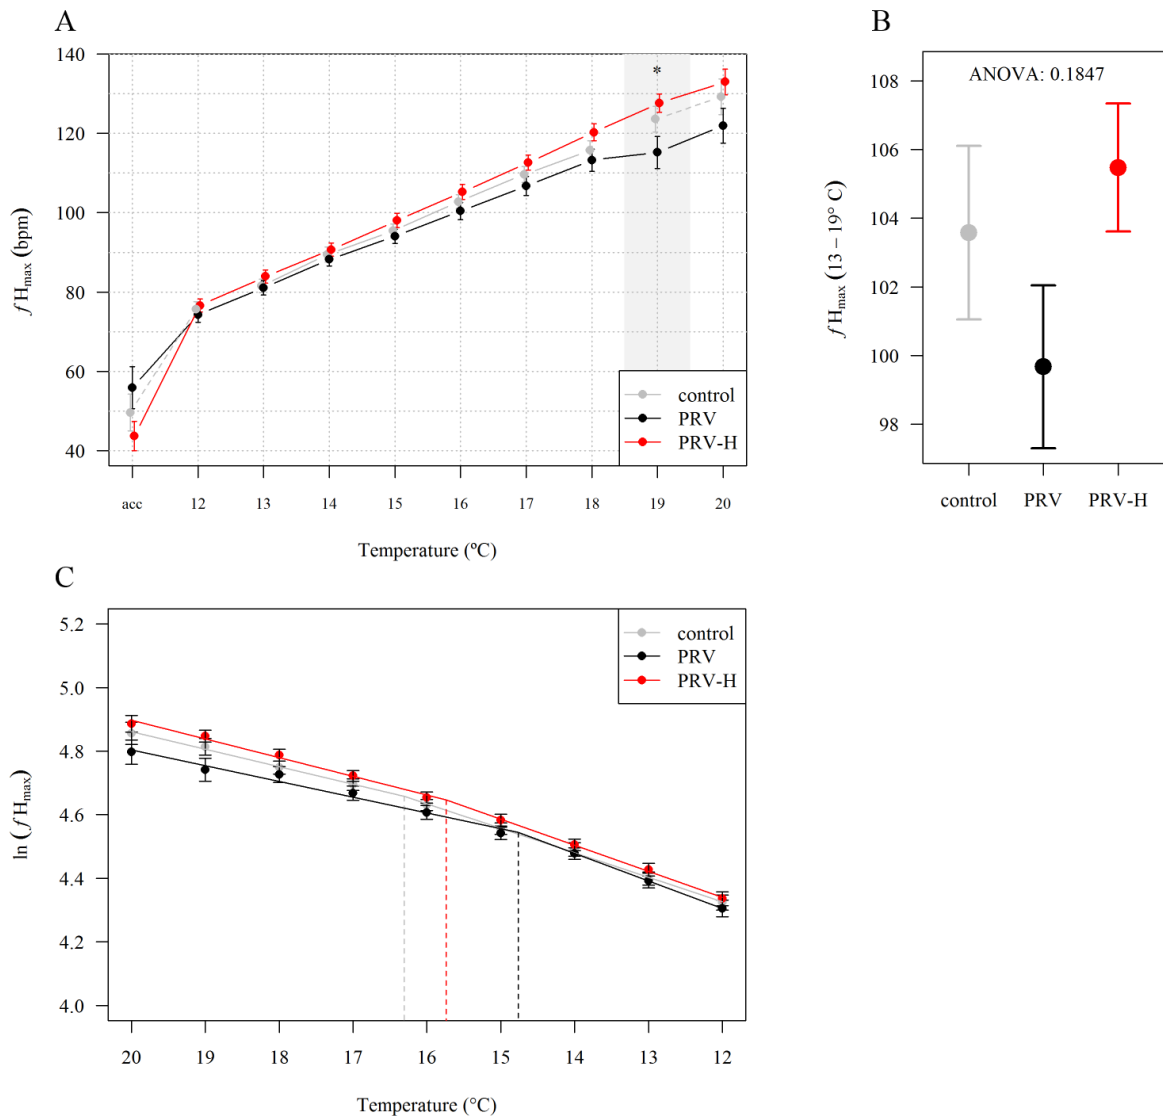 A
140
120
100
80
60
40
fHmax (bpm)
*
control
PRV
PRV-H
acc 12 13 14 15 16 17 18 19 20
Temperature (ºC)
B
ANOVA: 0.1847
108
106
104
102
100
98
fHmax (13 – 19° C)
control PRV PRV-H
C
5.2
5.0
4.8
4.6
4.4
4.2
4.0
ln (fHmax)
control
PRV
PRV-H
20 19 18 17 16 15 14 13 12
Temperature (°C)